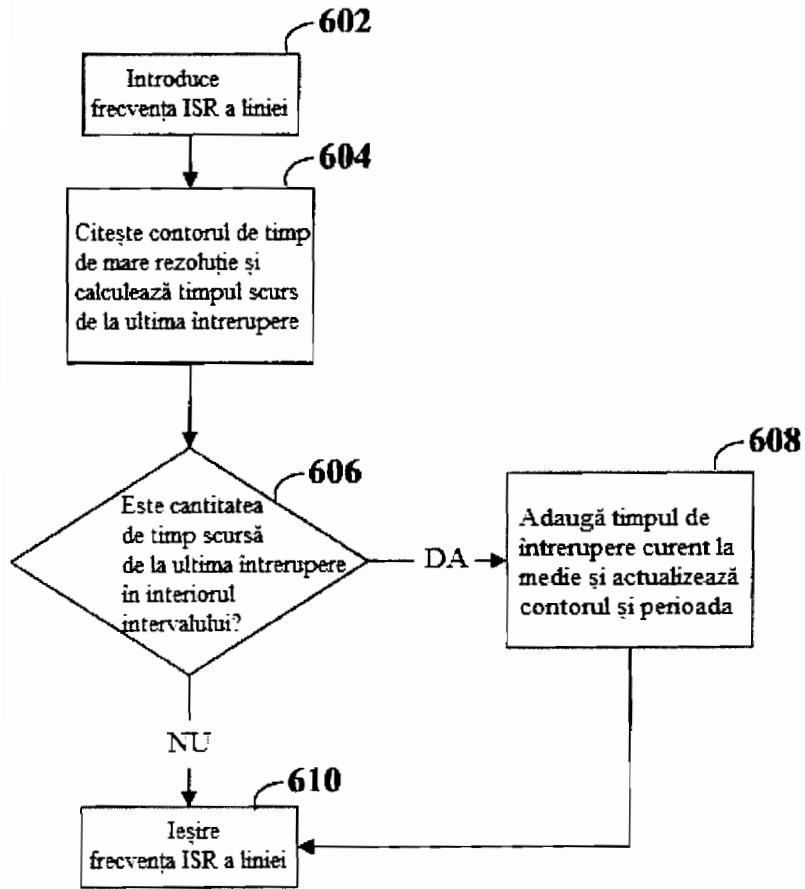 602
Introduce
frecvența ISR a liniei
604
Citește contorul de timp
de mare rezoluție și
calculează timpul scurs
de la ultima întrerupere
606
Este cantitatea
de timp scursă
de la ultima întrerupere
în interiorul
intervalului?
DA
608
Adaugă timpul de
întrerupere curent la
medie și actualizează
contorul și perioada
NU
610
Ieșire
frecvența ISR a liniei